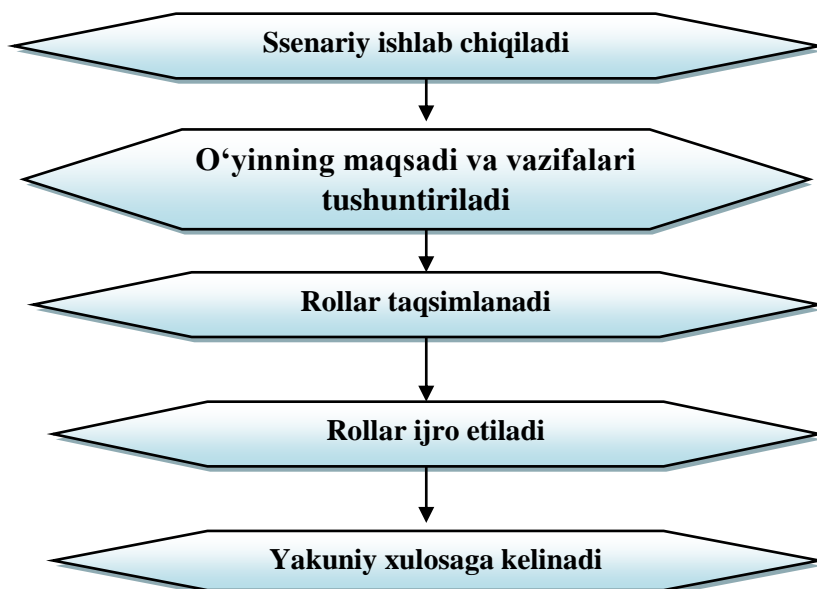 Ssenariy ishlab chiqiladi
O‘yinning maqsadi va vazifalari
tushuntiriladi
Rollar taqsimlanadi
Rollar ijro etiladi
Yakuniy xulosaga kelinadi